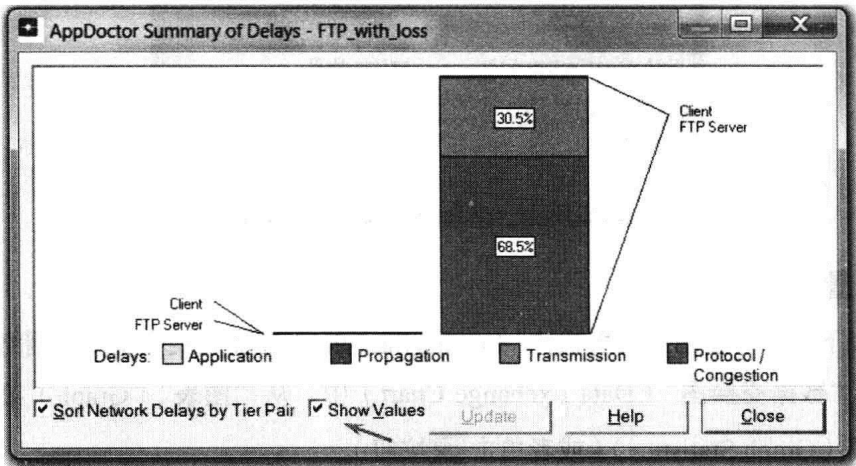 AppDoctor Summary of Delays - FTP_with_loss
30.5%
Client
FTP Server
68.5%
Client
FTP Server
Delays: Application Propagation Transmission Protocol / Congestion
Sort Network Delays by Tier Pair Show Values Update Help Close